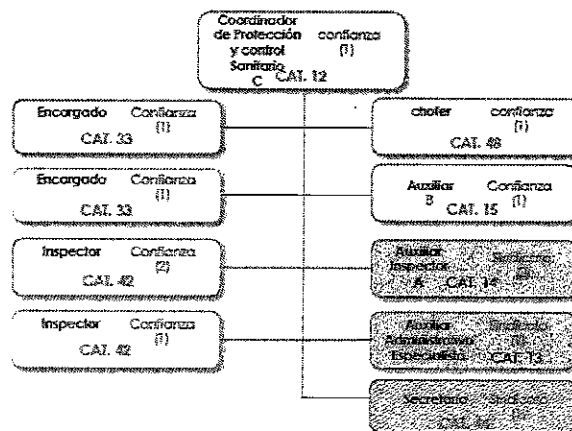 Coordinador
de Protección confianza
y control (1)
Sanitario
C CAT. 12
Encargado Confianza
(1)
CAT. 33
chofer confianza
(1)
CAT. 48
Encargado Confianza
(1)
CAT. 33
Auxiliar Confianza
B (1)
CAT. 15
Inspector Confianza
(2)
CAT. 42
Auxiliar Sindicato
Inspector
A CAT. 14
Inspector Confianza
(1)
CAT. 42
Auxiliar Sindicato
Administrativo (1)
Especialista CAT. 13
Secretaria Sindicato
CAT.